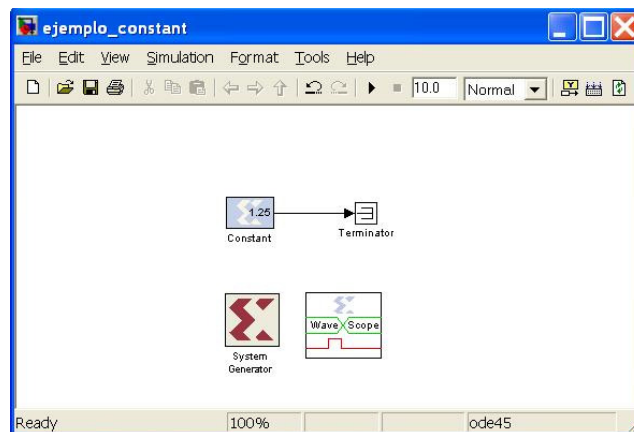 ejemplo_constant
File Edit View Simulation Format Tools Help
10.0 Normal
1.25
Constant
Terminator
Wave Scope
System
Generator
Ready 100% ode45